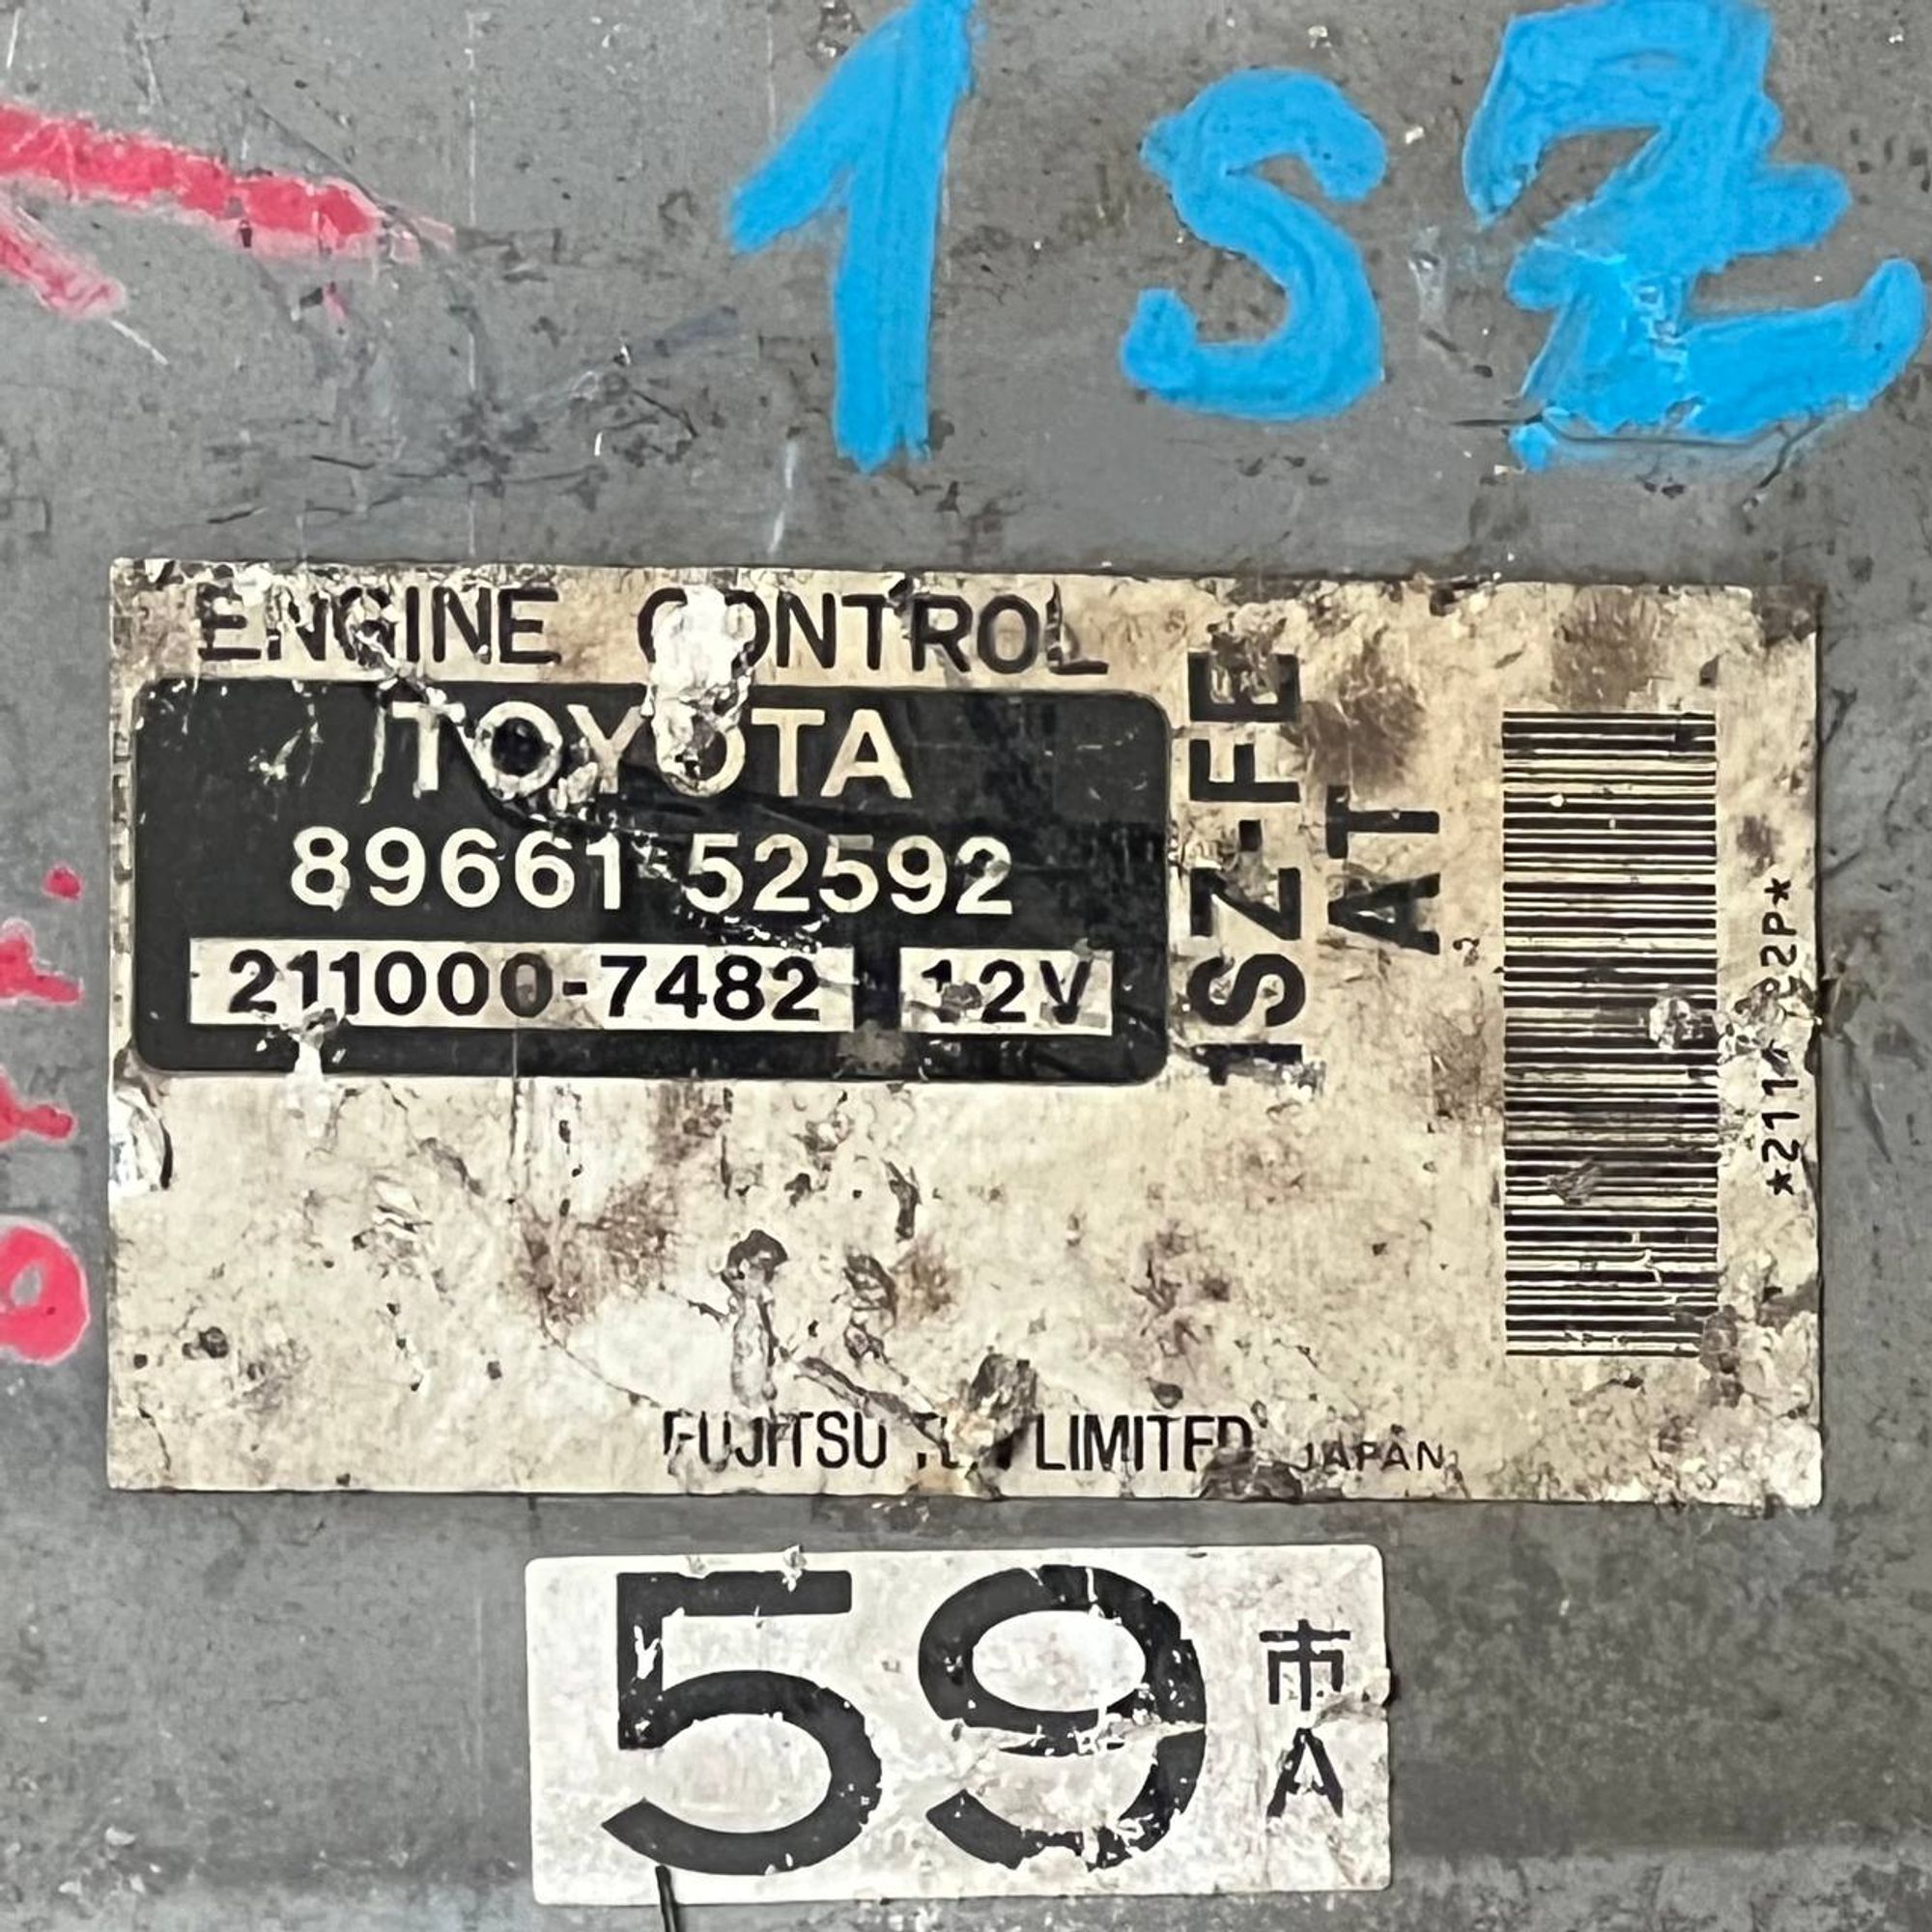 1SZ
ENGINE CONTROL
TOYOTA
89661-52592
211000-7482 12V
1SZ-FE
AT
FUJITSU LIMITED JAPAN
59 市
A